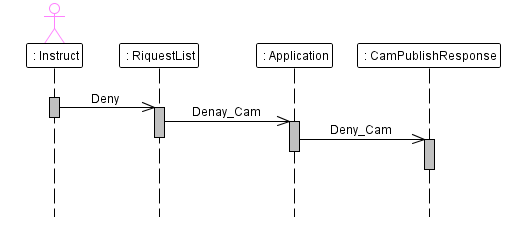 : Instruct
: RiquestList
: Application
: CamPublishResponse
Deny
Denay_Cam
Deny_Cam